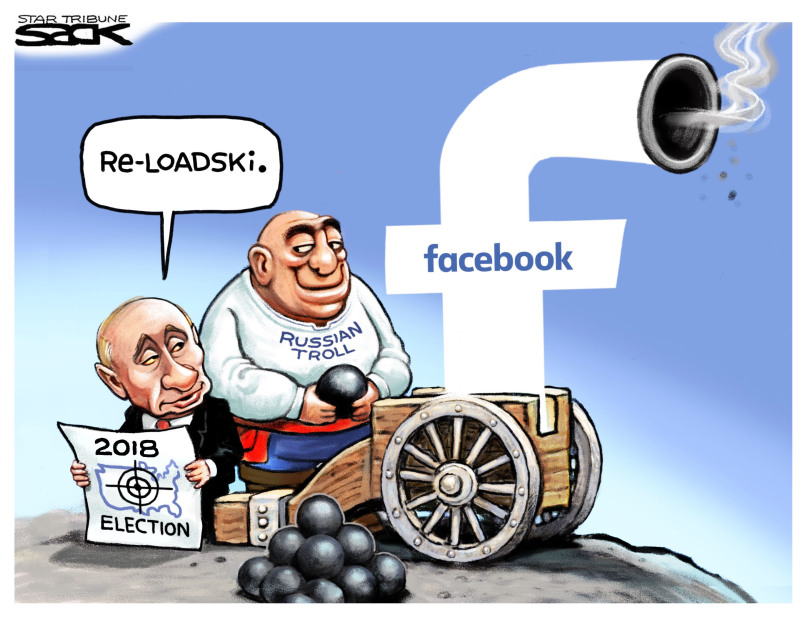 STAR TRIBUNE
SACK
Re-LOADSKi.
RUSSIAN
TROLL
f
facebook
2018
ELECTION